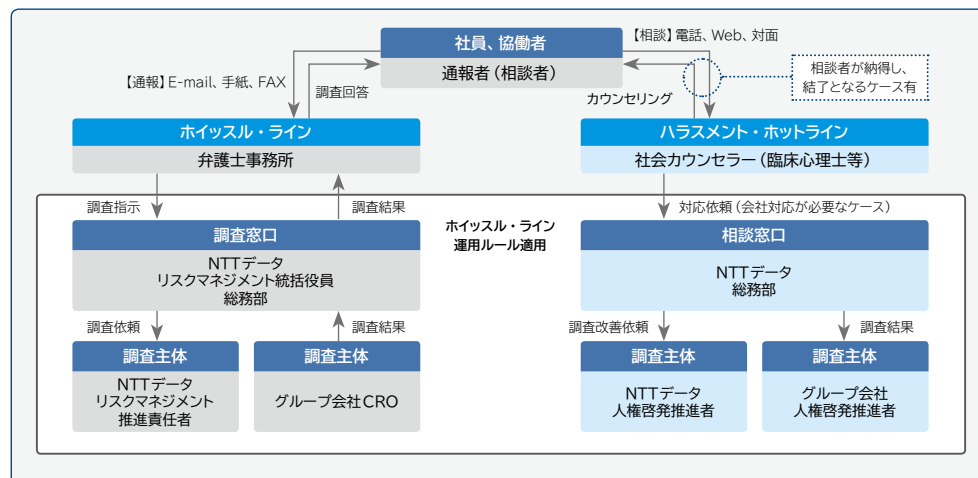 社員、協働者
通報者（相談者）
【通報】E-mail、手紙、FAX
調査回答
【相談】電話、Web、対面
カウンセリング
相談者が納得し、
結了となるケース有
ホイッスル・ライン
弁護士事務所
ハラスメント・ホットライン
社会カウンセラー（臨床心理士等）
調査指示
調査結果
対応依頼（会社対応が必要なケース）
ホイッスル・ライン
運用ルール適用
調査窓口
NTTデータ
リスクマネジメント統括役員
総務部
相談窓口
NTTデータ
総務部
調査依頼
調査結果
調査改善依頼
調査結果
調査主体
NTTデータ
リスクマネジメント
推進責任者
調査主体
グループ会社CRO
調査主体
NTTデータ
人権啓発推進者
調査主体
グループ会社
人権啓発推進者